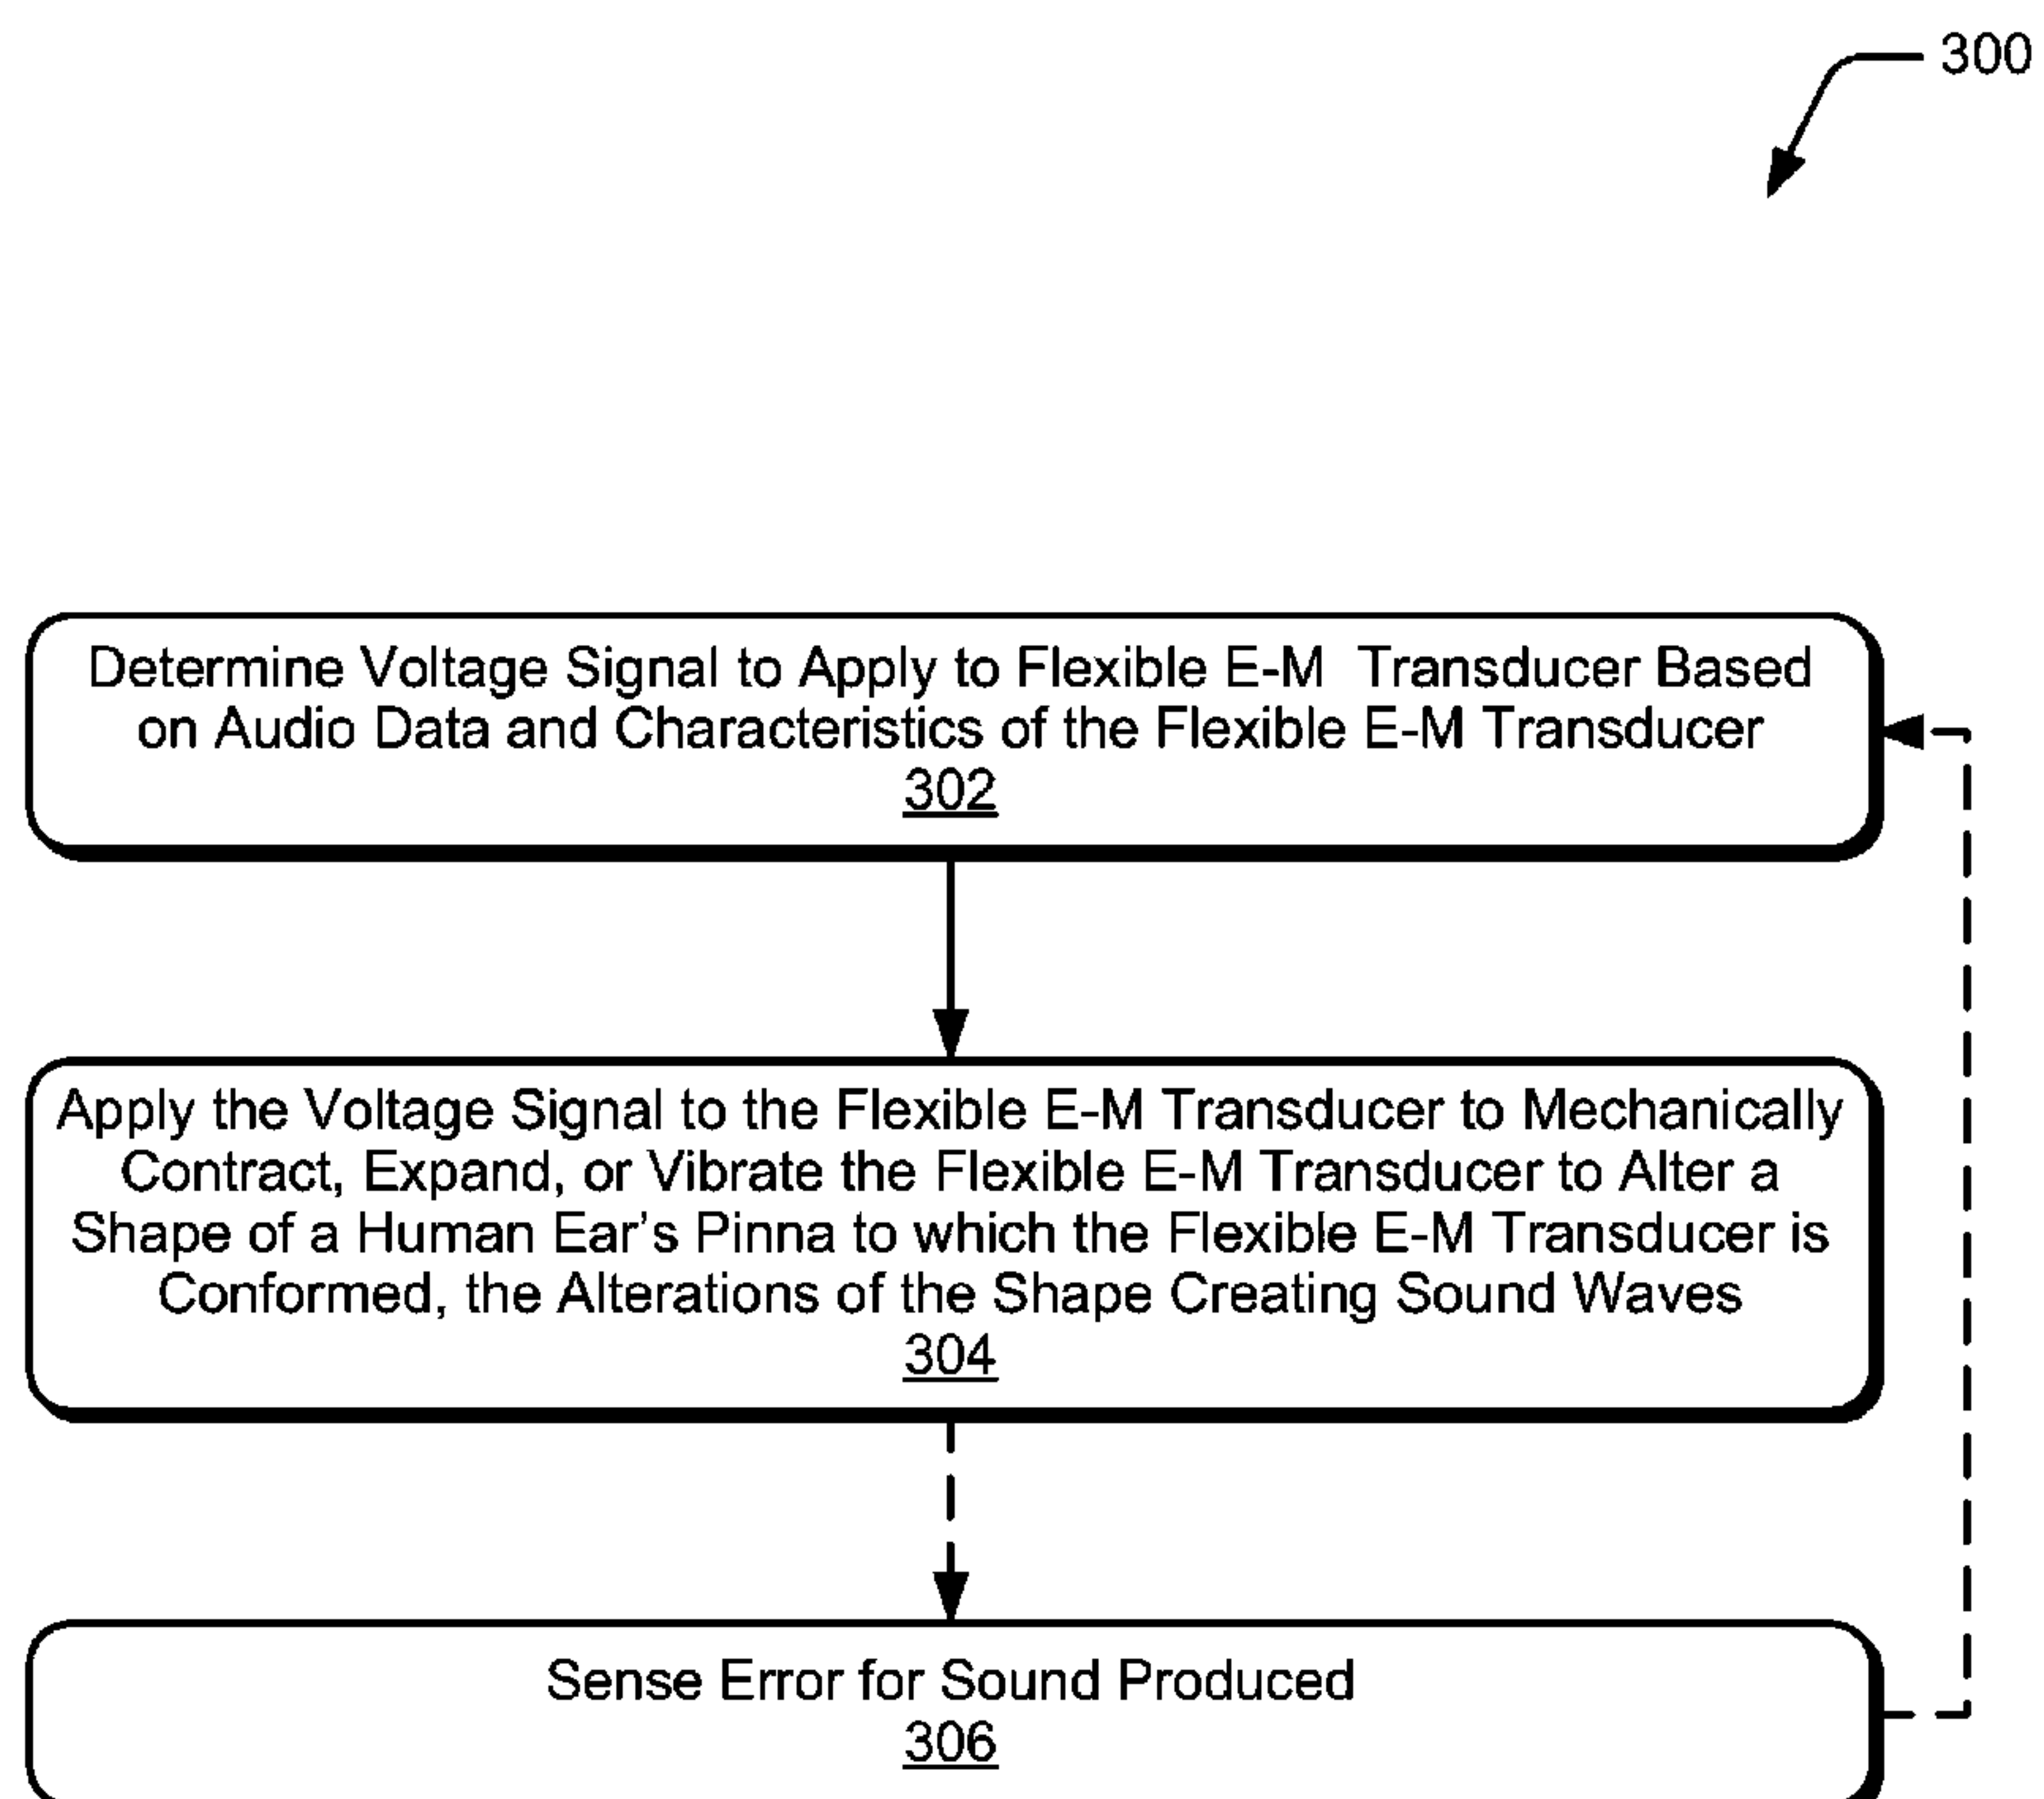 300
Determine Voltage Signal to Apply to Flexible E-M Transducer Based
on Audio Data and Characteristics of the Flexible E-M Transducer
302
Apply the Voltage Signal to the Flexible E-M Transducer to Mechanically
Contract, Expand, or Vibrate the Flexible E-M Transducer to Alter a
Shape of a Human Ear's Pinna to which the Flexible E-M Transducer is
Conformed, the Alterations of the Shape Creating Sound Waves
304
Sense Error for Sound Produced
306